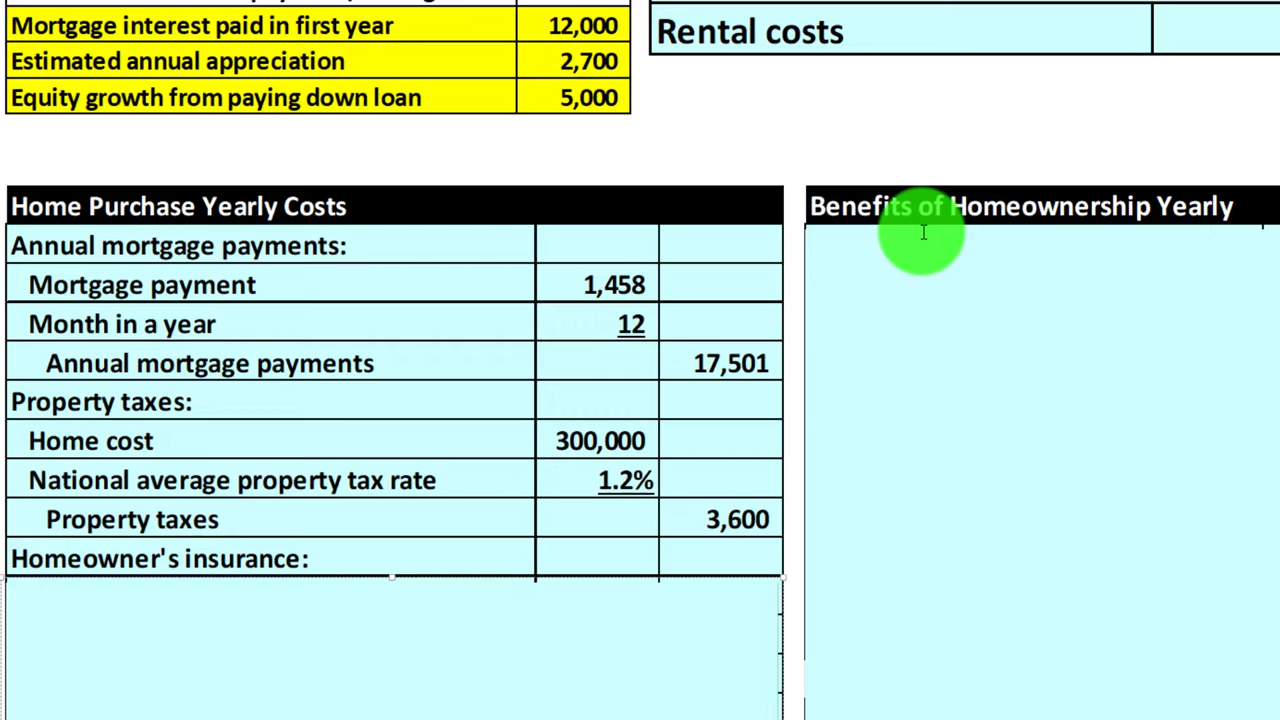 Mortgage interest paid in first year 12,000
Estimated annual appreciation 2,700
Equity growth from paying down loan 5,000
Rental costs
Home Purchase Yearly Costs
Annual mortgage payments:
Mortgage payment 1,458
Month in a year 12
Annual mortgage payments 17,501
Property taxes:
Home cost 300,000
National average property tax rate 1.2%
Property taxes 3,600
Homeowner's insurance:
Benefits of Homeownership Yearly